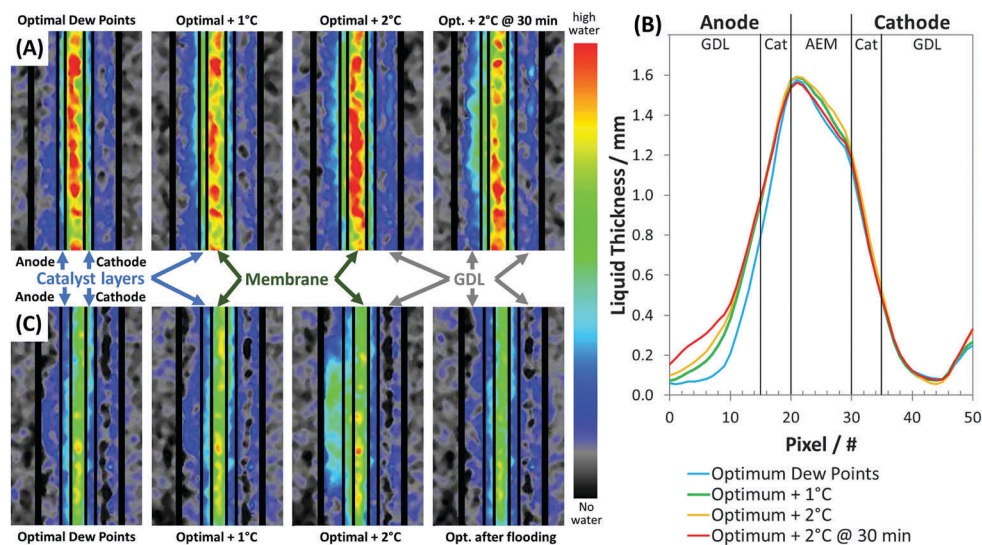 Optimal Dew Points
Optimal + 1°C
Optimal + 2°C
Opt. + 2°C @ 30 min
high
water
(A)
Anode
Cathode
Catalyst layers
Membrane
GDL
Anode
Cathode
(C)
No
water
Optimal Dew Points
Optimal + 1°C
Optimal + 2°C
Opt. after flooding
(B)
Anode
Cathode
GDL
Cat
AEM
Cat
GDL
Liquid Thickness / mm
1.6
1.4
1.2
1.0
0.8
0.6
0.4
0.2
0.0
0
10
20
30
40
50
Pixel / #
Optimum Dew Points
Optimum + 1°C
Optimum + 2°C
Optimum + 2°C @ 30 min